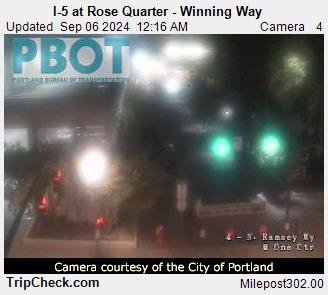 I-5 at Rose Quarter - Winning Way
Updated Sep 06 2024 12:16 AM Camera 4
PBOT
PORTLAND BUREAU OF TRANSPORTATION
4 - N. Ramsey Wy
@ One Ctr
Camera courtesy of the City of Portland
TripCheck.com Milepost302.00